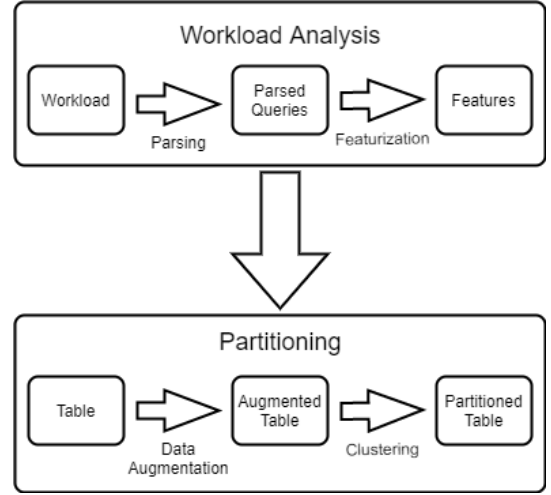 Workload Analysis
Workload
Parsing
Parsed
Queries
Featurization
Features
Partitioning
Table
Data
Augmentation
Augmented
Table
Clustering
Partitioned
Table